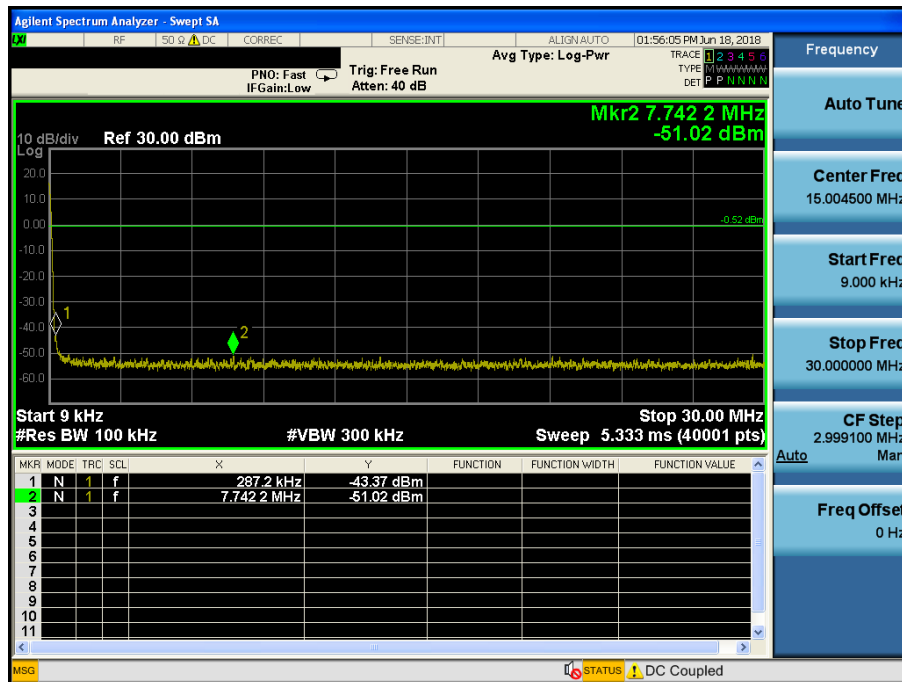 Agilent Spectrum Analyzer - Swept SA
LXI RF 50 Ω DC CORREC SENSE:INT ALIGN AUTO 01:56:05 PM Jun 18, 2018
Avg Type: Log-Pwr
TRACE 1 2 3 4 5 6
PNO: Fast Trig: Free Run
TYPE M W W W W W
IFGain:Low Atten: 40 dB
DET P P N N N N
Mkr2 7.742 2 MHz
-51.02 dBm
10 dB/div Ref 30.00 dBm
Log
20.0
10.0
0.00
-0.52 dBm
-10.0
-20.0
-30.0
1
-40.0
2
-50.0
-60.0
Start 9 kHz Stop 30.00 MHz
#Res BW 100 kHz #VBW 300 kHz Sweep 5.333 ms (40001 pts)
MKR MODE TRC SCL X Y FUNCTION FUNCTION WIDTH FUNCTION VALUE
1 N 1 f 287.2 kHz -43.37 dBm
2 N 1 f 7.742 2 MHz -51.02 dBm
3
4
5
6
7
8
9
10
11
MSG STATUS DC Coupled
Frequency
Auto Tune
Center Freq
15.004500 MHz
Start Freq
9.000 kHz
Stop Freq
30.000000 MHz
CF Step
2.999100 MHz
Auto Man
Freq Offset
0 Hz